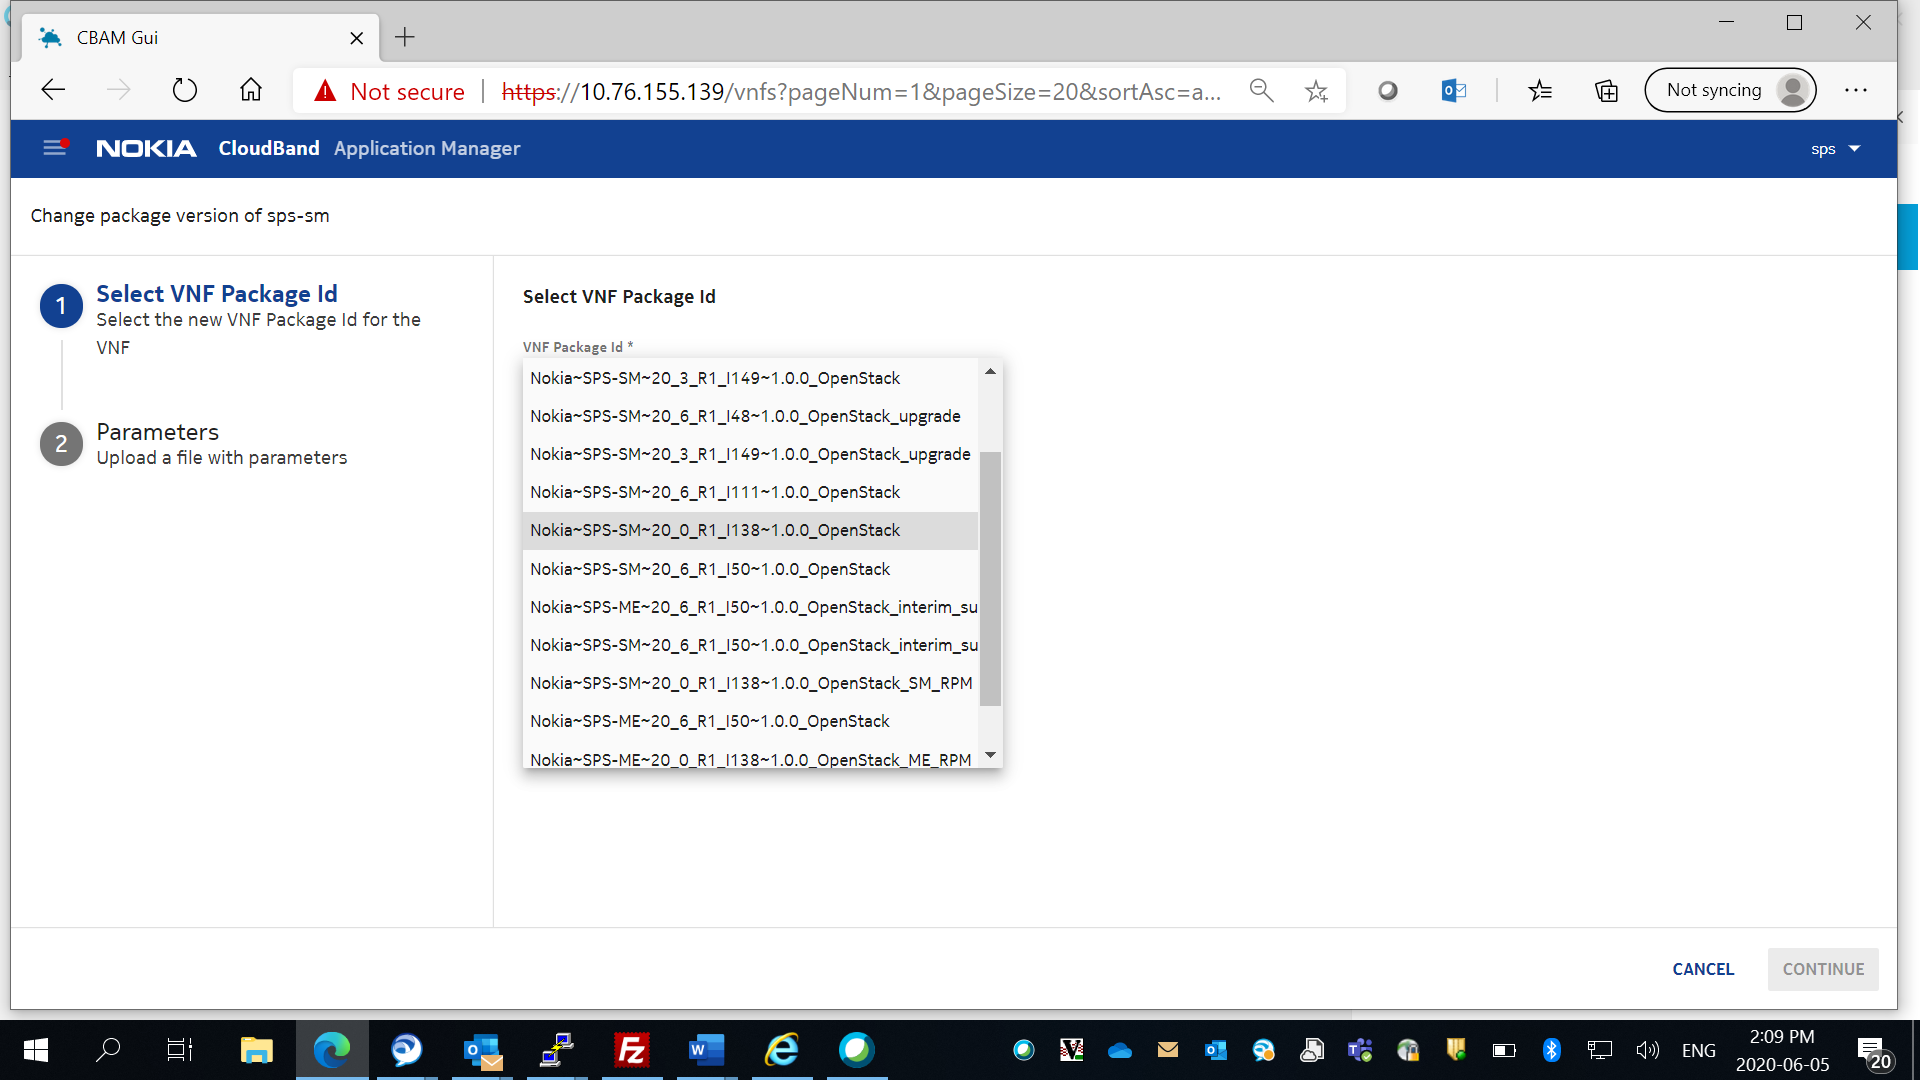 CBAM Gui
Not secure
https://10.76.155.139/vnfs?pageNum=1&pageSize=20&sortAsc=a...
Not syncing
NOKIA CloudBand Application Manager
sps
Change package version of sps-sm
1
Select VNF Package Id
Select the new VNF Package Id for the
VNF
2
Parameters
Upload a file with parameters
Select VNF Package Id
VNF Package Id *
Nokia~SPS-SM~20_3_R1_I149~1.0.0_OpenStack
Nokia~SPS-SM~20_6_R1_I48~1.0.0_OpenStack_upgrade
Nokia~SPS-SM~20_3_R1_I149~1.0.0_OpenStack_upgrade
Nokia~SPS-SM~20_6_R1_I111~1.0.0_OpenStack
Nokia~SPS-SM~20_0_R1_I138~1.0.0_OpenStack
Nokia~SPS-SM~20_6_R1_I50~1.0.0_OpenStack
Nokia~SPS-ME~20_6_R1_I50~1.0.0_OpenStack_interim_su
Nokia~SPS-SM~20_6_R1_I50~1.0.0_OpenStack_interim_su
Nokia~SPS-SM~20_0_R1_I138~1.0.0_OpenStack_SM_RPM
Nokia~SPS-ME~20_6_R1_I50~1.0.0_OpenStack
Nokia~SPS-ME~20_0_R1_I138~1.0.0_OpenStack_ME_RPM
CANCEL
CONTINUE
ENG
2:09 PM
2020-06-05
20